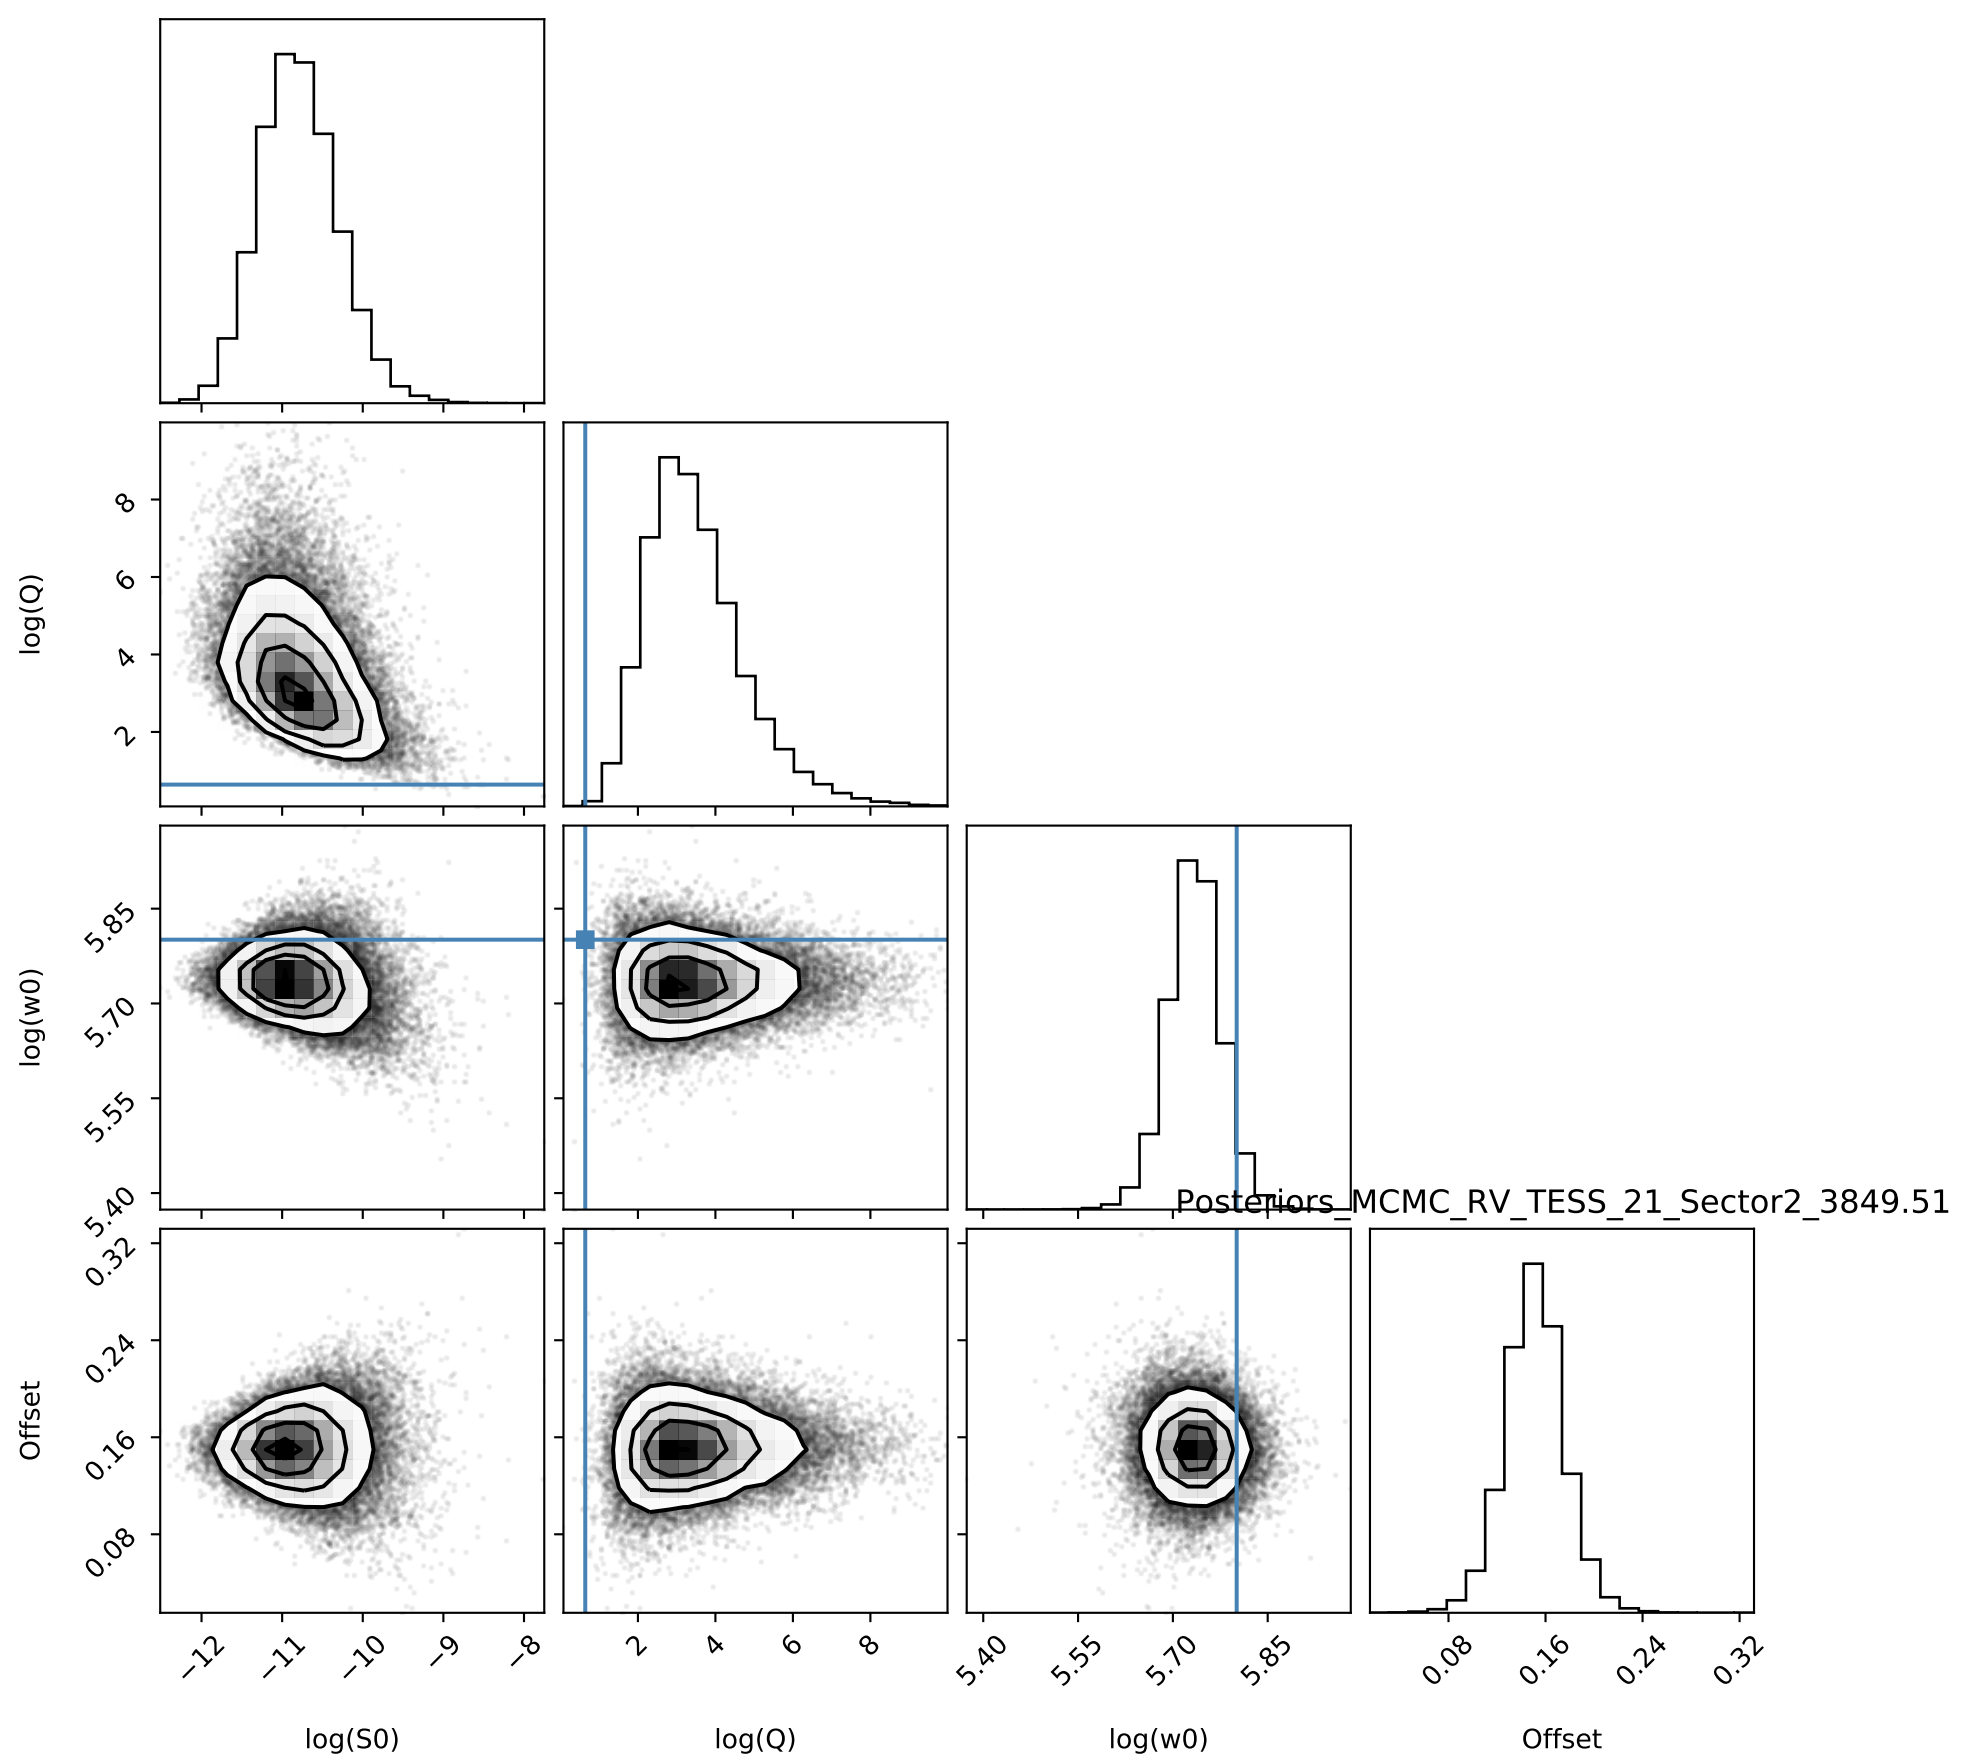 log(Q)
8
6
4
2
log(w0)
5.85
5.70
5.55
5.40
Posteriors_MCMC_RV_TESS_21_Sector2_3849.51
Offset
0.32
0.24
0.16
0.08
−12 −11 −10 −9 −8
2 4 6 8
5.40 5.55 5.70 5.85
0.08 0.16 0.24 0.32
log(S0) log(Q) log(w0) Offset